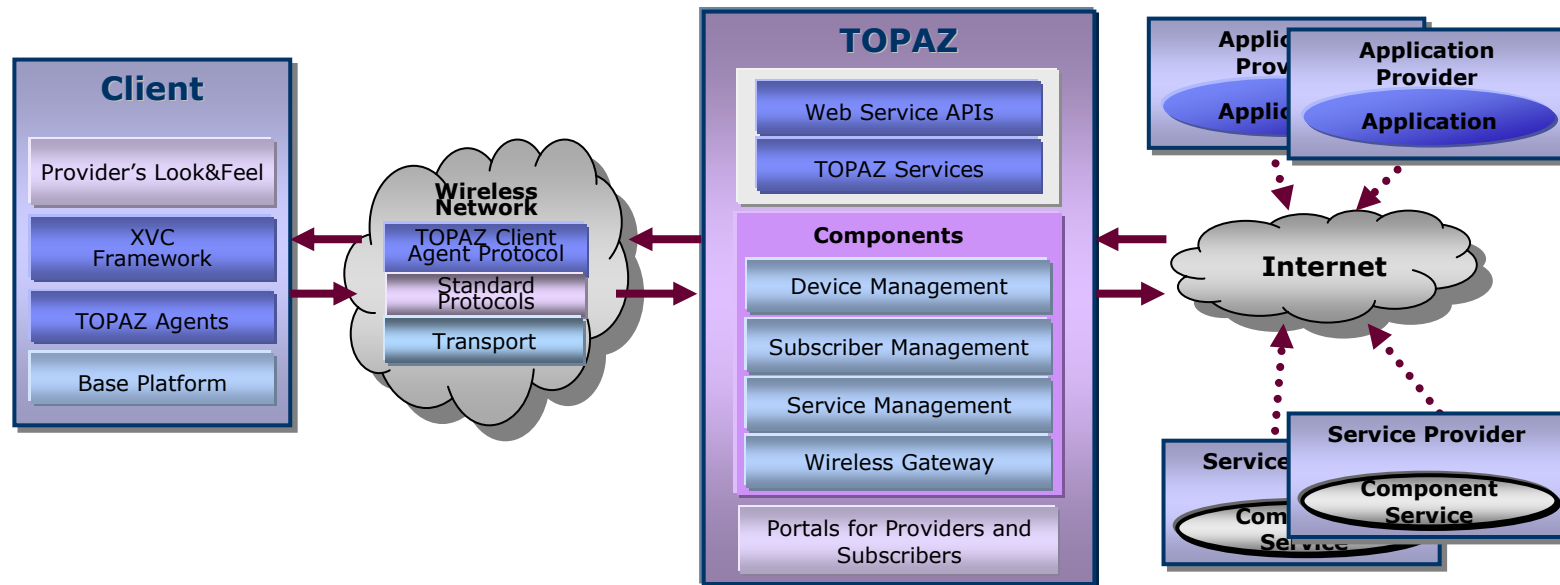 Client
Provider's Look&Feel
XVC
Framework
TOPAZ Agents
Base Platform
Wireless
Network
TOPAZ Client
Agent Protocol
Standard
Protocols
Transport
TOPAZ
Web Service APIs
TOPAZ Services
Components
Device Management
Subscriber Management
Service Management
Wireless Gateway
Portals for Providers and
Subscribers
Application
Provider
Application
Internet
Service Provider
Component
Service
Service
Service